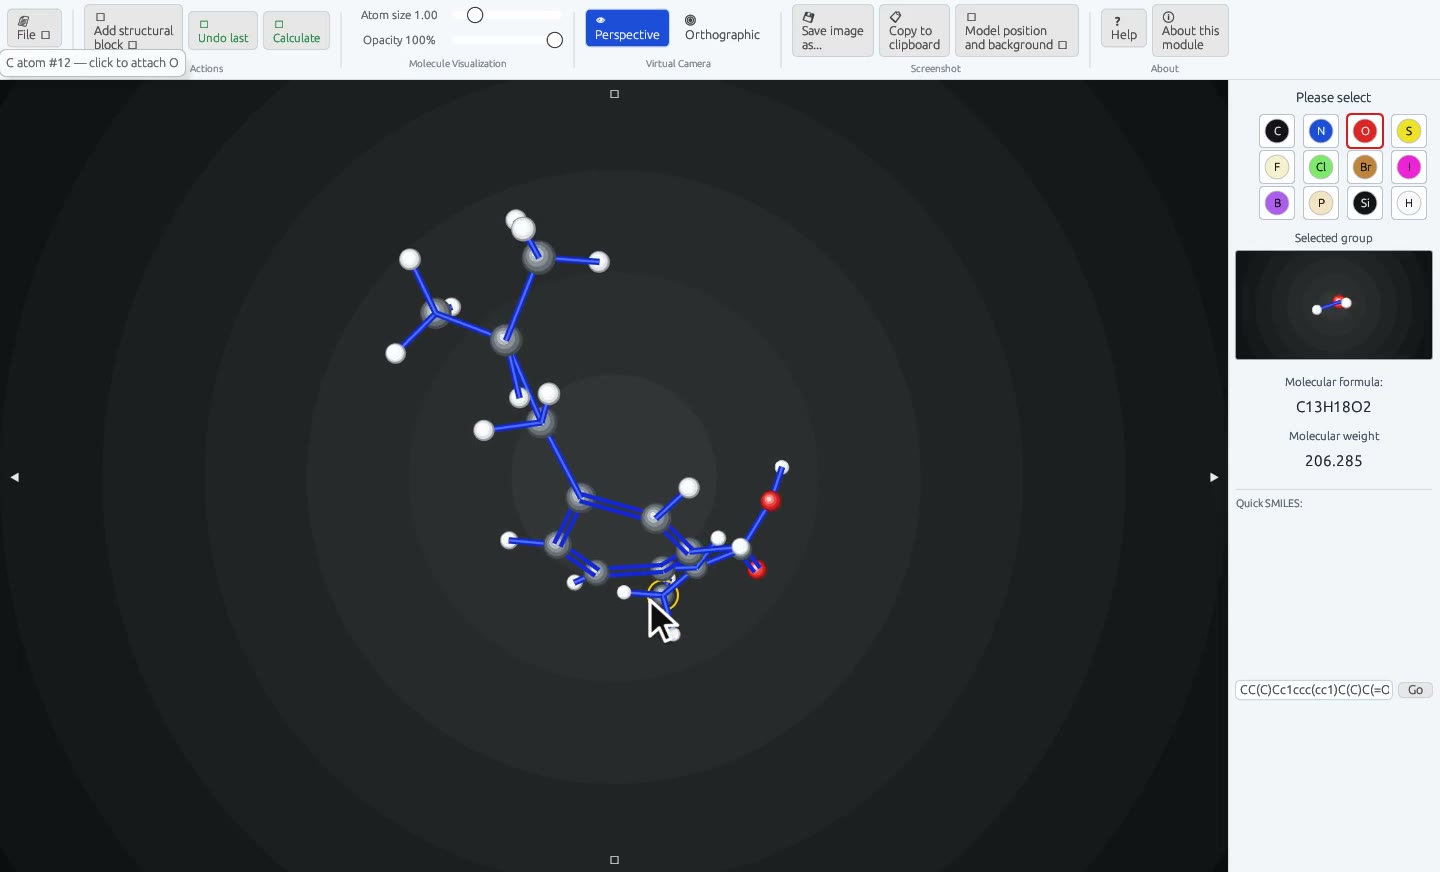 File
Add structural
block
Undo last
Calculate
C atom #12 — click to attach O
Actions
Atom size 1.00
Opacity 100%
Molecule Visualization
Perspective
Orthographic
Virtual Camera
Save image
as...
Copy to
clipboard
Model position
and background
Screenshot
?
Help
About this
module
About
Please select
C
N
O
S
F
Cl
Br
I
B
P
Si
H
Selected group
Molecular formula:
C13H18O2
Molecular weight
206.285
Quick SMILES:
CC(C)Cc1ccc(cc1)C(C)C(=O
Go